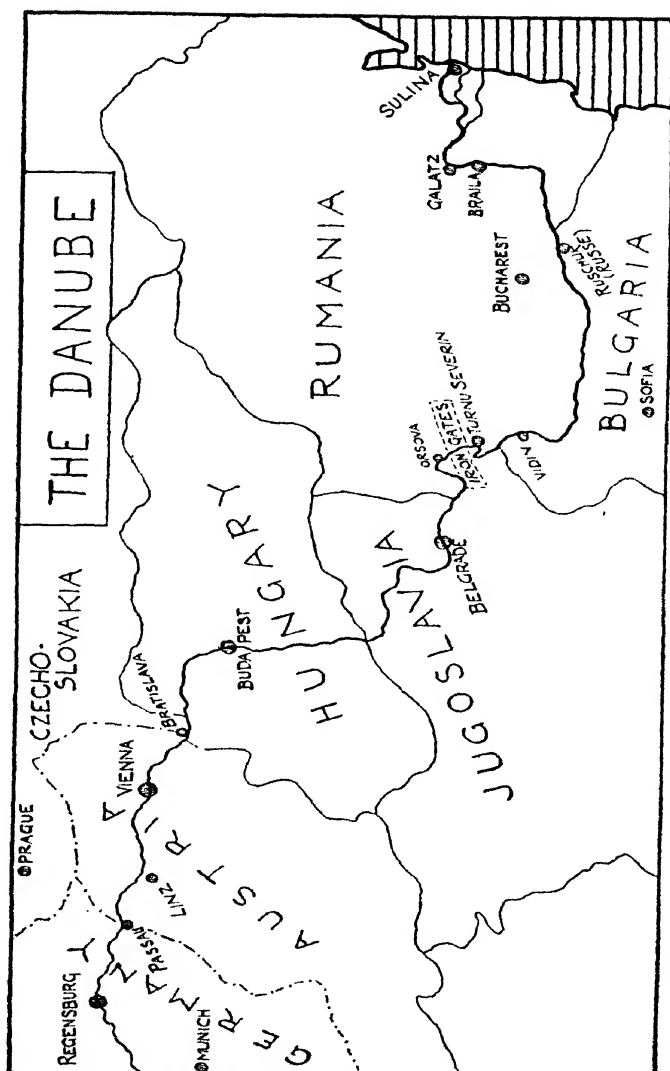 THE DANUBE
PRAGUE
CZECHO-
SLOVAKIA
REGENSBURG
PASSAU
LINZ
VIENNA
BRATISLAVA
MUNICH
GERMANY
AUSTRIA
BUDAPEST
HUNGARY
RUMANIA
SULINA
GALATZ
BRAILA
BUCHAREST
ORSOVA
(IRON GATES)
TURNU SEVERIN
BELGRADE
JUGOSLAVIA
VIDIN
RUSCHUK
(RUSSE)
BULGARIA
SOFIA